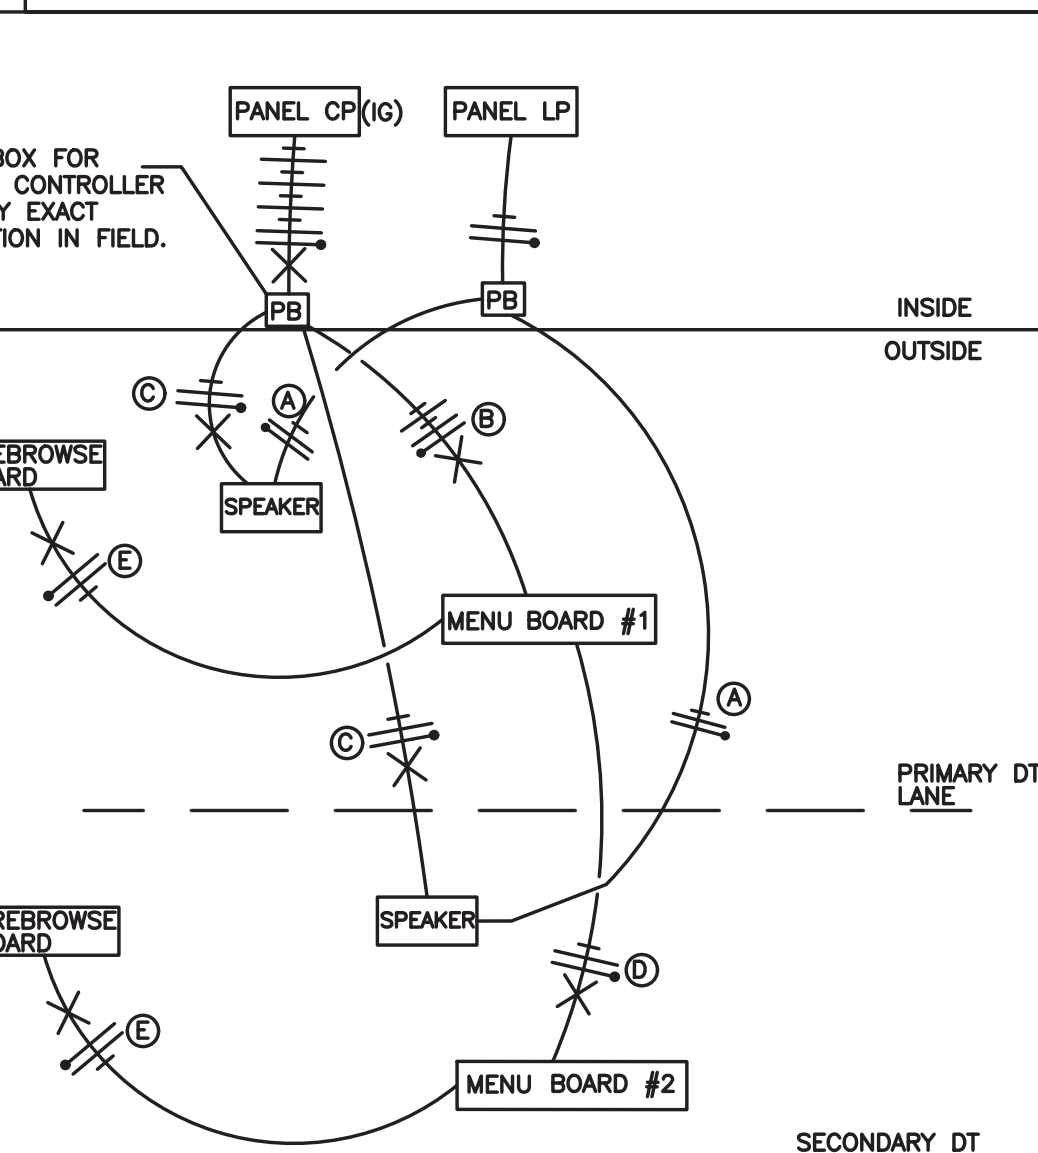 PANEL CP(IG)
PANEL LP
BOX FOR
CONTROLLER
Y EXACT
TION IN FIELD.
PB
PB
INSIDE
OUTSIDE
C
A
B
EBROWSE
ARD
SPEAKER
E
MENU BOARD #1
A
C
PRIMARY DT
LANE
REBROWSE
OARD
SPEAKER
D
E
MENU BOARD #2
SECONDARY DT